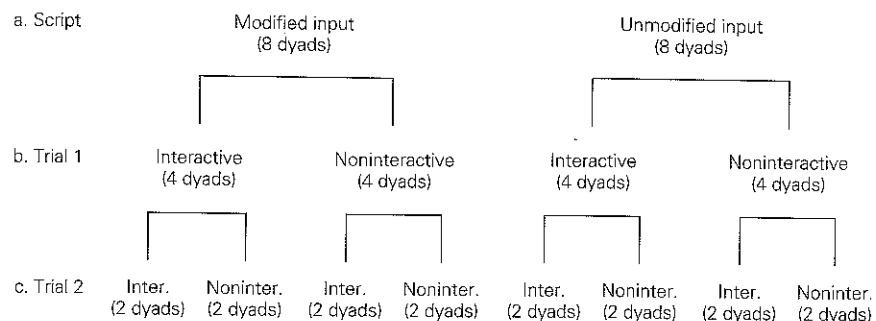 a. Script Modified input Unmodified input
(8 dyads) (8 dyads)
b. Trial 1 Interactive Noninteractive Interactive Noninteractive
(4 dyads) (4 dyads) (4 dyads) (4 dyads)
c. Trial 2 Inter. Noninter. Inter. Noninter. Inter. Noninter. Inter. Noninter.
(2 dyads) (2 dyads) (2 dyads) (2 dyads) (2 dyads) (2 dyads) (2 dyads) (2 dyads)